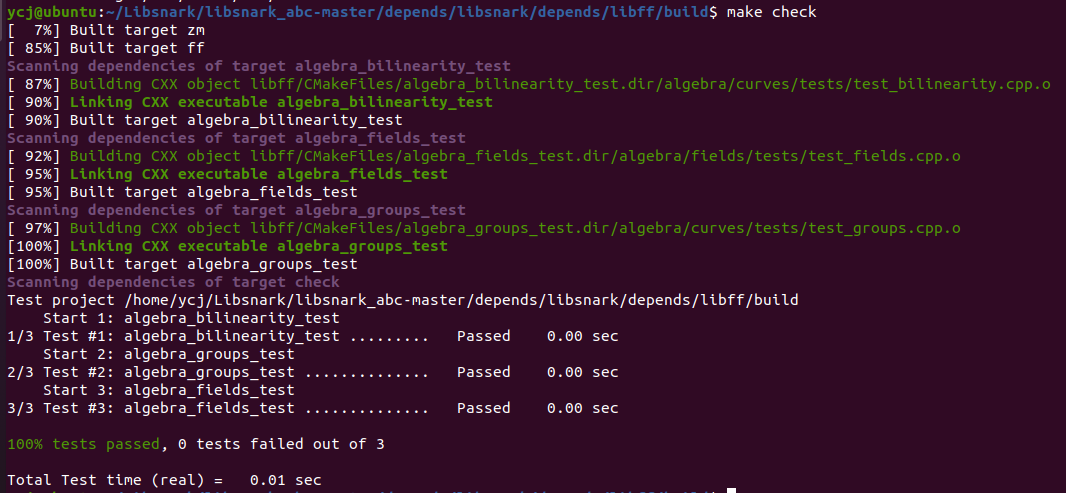 ycj@ubuntu:~/Libsnark/libsnark_abc-master/depends/libsnark/depends/libff/build$ make check
[  7%] Built target zm
[ 85%] Built target ff
Scanning dependencies of target algebra_bilinearity_test
[ 87%] Building CXX object libff/CMakeFiles/algebra_bilinearity_test.dir/algebra/curves/tests/test_bilinearity.cpp.o
[ 90%] Linking CXX executable algebra_bilinearity_test
[ 90%] Built target algebra_bilinearity_test
Scanning dependencies of target algebra_fields_test
[ 92%] Building CXX object libff/CMakeFiles/algebra_fields_test.dir/algebra/fields/tests/test_fields.cpp.o
[ 95%] Linking CXX executable algebra_fields_test
[ 95%] Built target algebra_fields_test
Scanning dependencies of target algebra_groups_test
[ 97%] Building CXX object libff/CMakeFiles/algebra_groups_test.dir/algebra/curves/tests/test_groups.cpp.o
[100%] Linking CXX executable algebra_groups_test
[100%] Built target algebra_groups_test
Scanning dependencies of target check
Test project /home/ycj/Libsnark/libsnark_abc-master/depends/libsnark/depends/libff/build
    Start 1: algebra_bilinearity_test
1/3 Test #1: algebra_bilinearity_test .........   Passed    0.00 sec
    Start 2: algebra_groups_test
2/3 Test #2: algebra_groups_test ..............   Passed    0.00 sec
    Start 3: algebra_fields_test
3/3 Test #3: algebra_fields_test ..............   Passed    0.00 sec
100% tests passed, 0 tests failed out of 3
Total Test time (real) =   0.01 sec